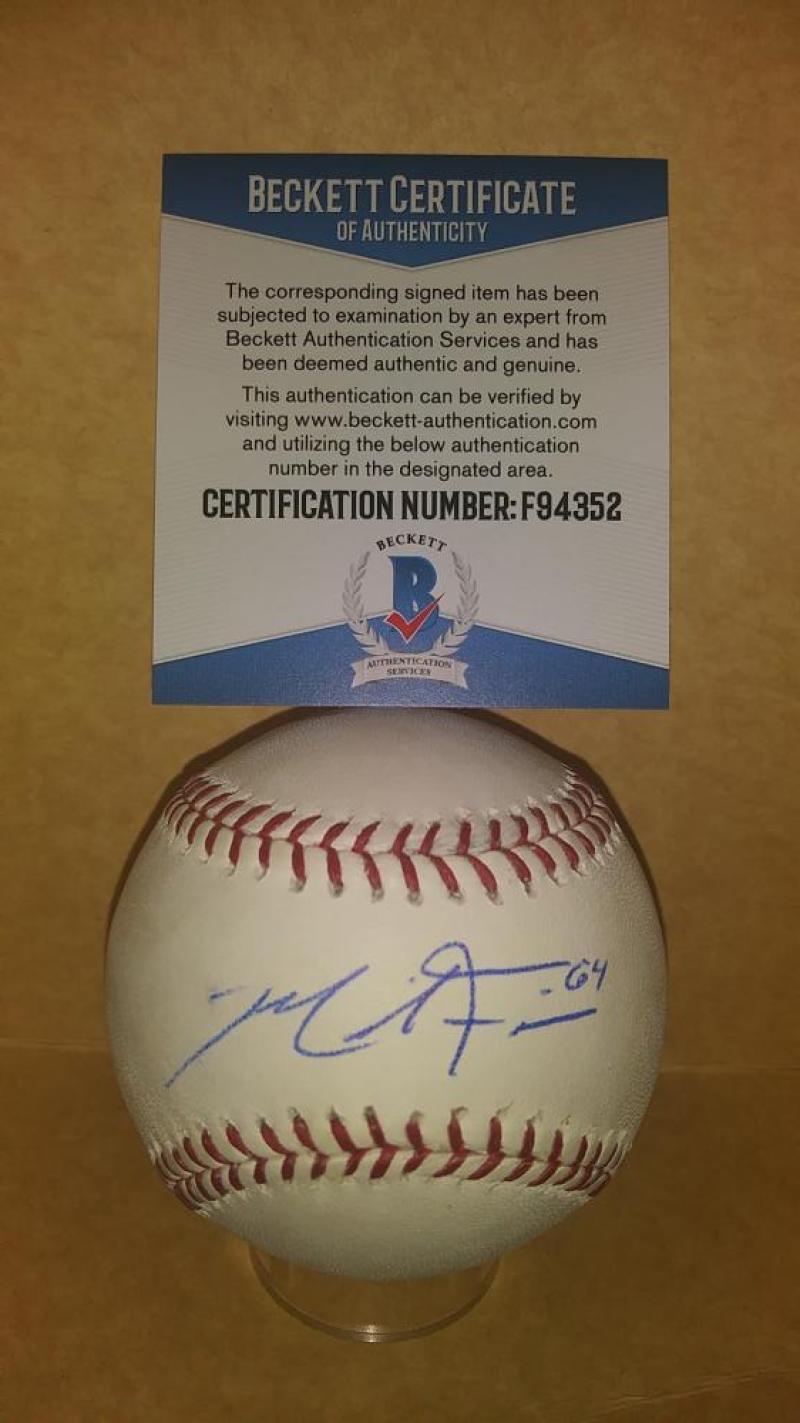 BECKETT CERTIFICATE
OF AUTHENTICITY
The corresponding signed item has been
subjected to examination by an expert from
Beckett Authentication Services and has
been deemed authentic and genuine.
This authentication can be verified by
visiting www.beckett-authentication.com
and utilizing the below authentication
number in the designated area.
CERTIFICATION NUMBER: F94352
BECKETT
B
AUTHENTICATION
SERVICES
64